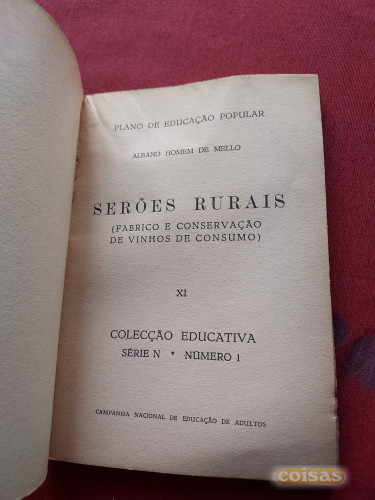 PLANO DE EDUCAÇÃO POPULAR
ALBANO HOMEM DE MELLO
SERÕES RURAIS
(FABRICO E CONSERVAÇÃO
DE VINHOS DE CONSUMO)
XI
COLECÇÃO EDUCATIVA
SÉRIE N * NÚMERO 1
CAMPANHA NACIONAL DE EDUCAÇÃO DE ADULTOS
coisas